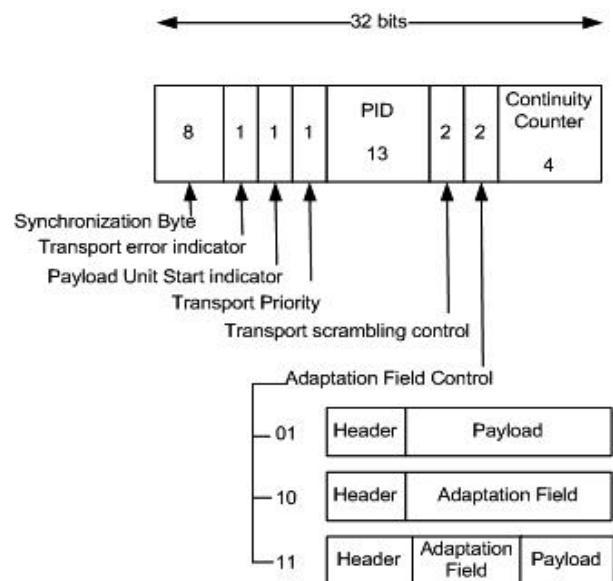 32 bits
8
1
1
1
PID
13
2
2
Continuity
Counter
4
Synchronization Byte
Transport error indicator
Payload Unit Start indicator
Transport Priority
Transport scrambling control
Adaptation Field Control
01
Header
Payload
10
Header
Adaptation Field
11
Header
Adaptation
Field
Payload